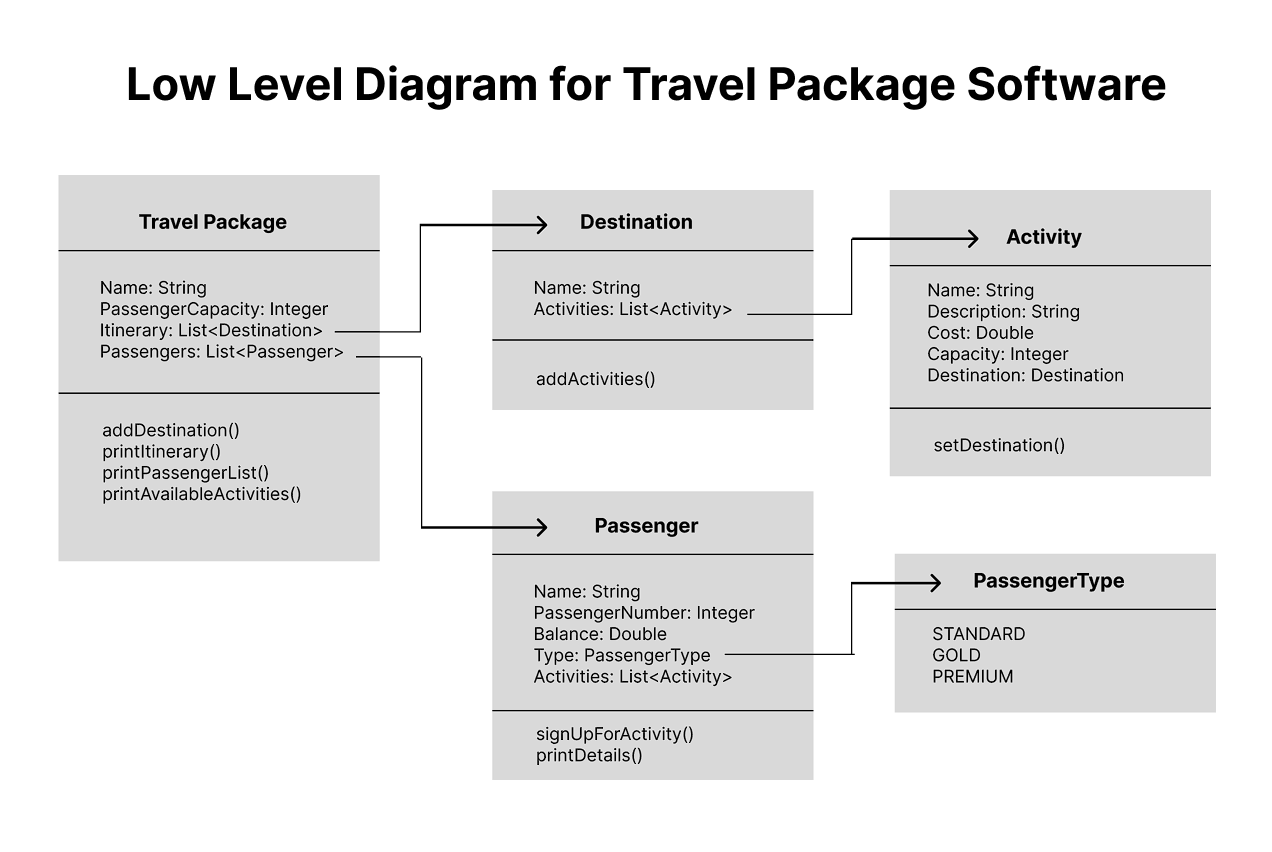 Low Level Diagram for Travel Package Software
Travel Package
Name: String
PassengerCapacity: Integer
Itinerary: List<Destination>
Passengers: List<Passenger>
addDestination()
printItinerary()
printPassengerList()
printAvailableActivities()
Destination
Name: String
Activities: List<Activity>
addActivities()
Activity
Name: String
Description: String
Cost: Double
Capacity: Integer
Destination: Destination
setDestination()
Passenger
Name: String
PassengerNumber: Integer
Balance: Double
Type: PassengerType
Activities: List<Activity>
signUpForActivity()
printDetails()
PassengerType
STANDARD
GOLD
PREMIUM